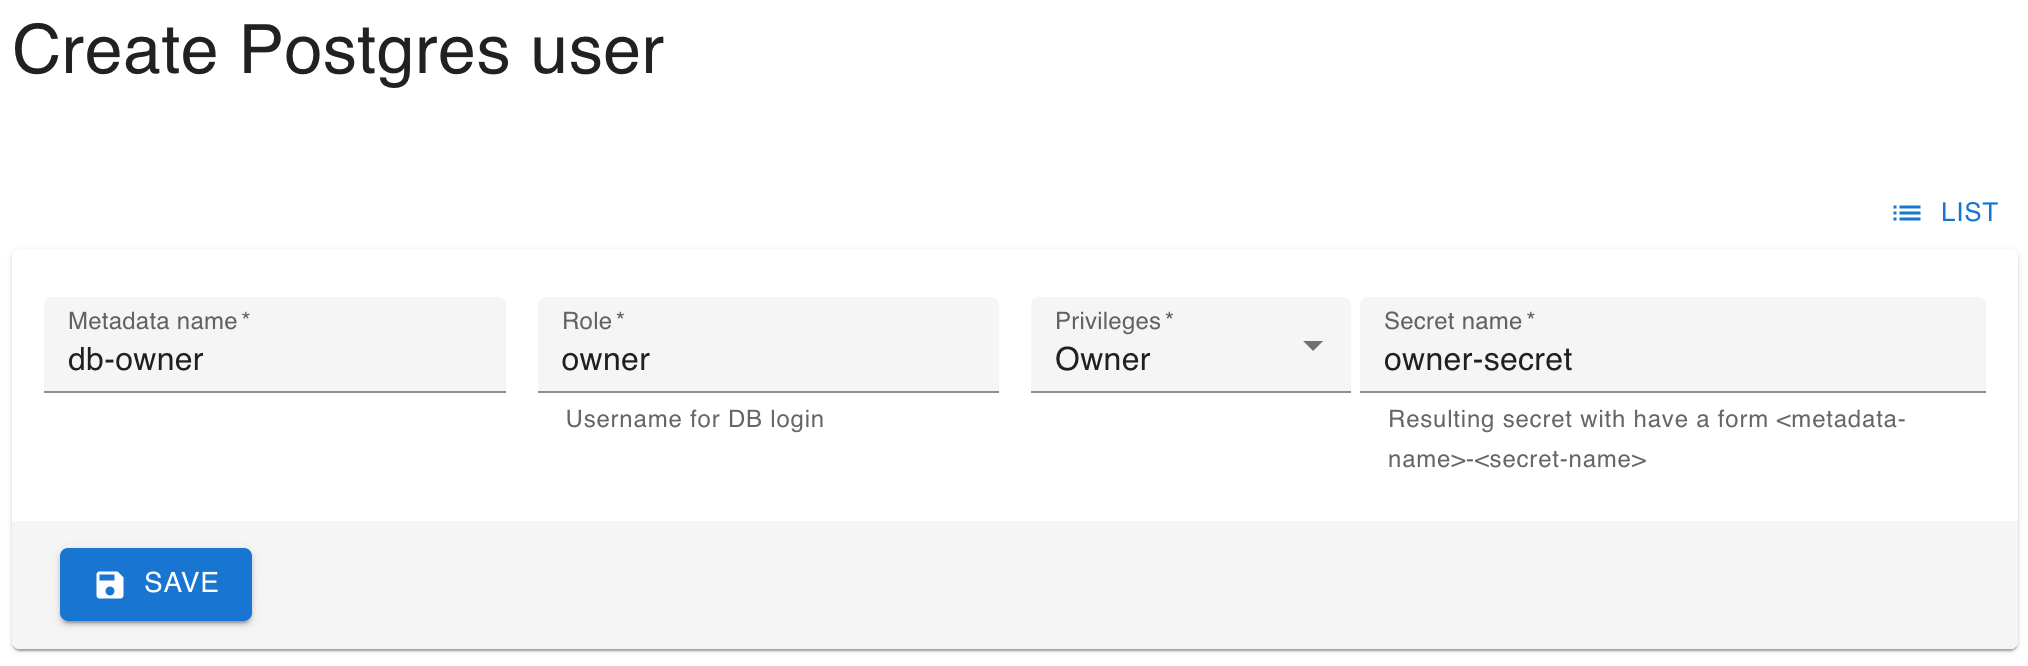 Create Postgres user
LIST
Metadata name *
db-owner
Role *
owner
Username for DB login
Privileges *
Owner
Secret name *
owner-secret
Resulting secret with have a form <metadata-
name>-<secret-name>
SAVE